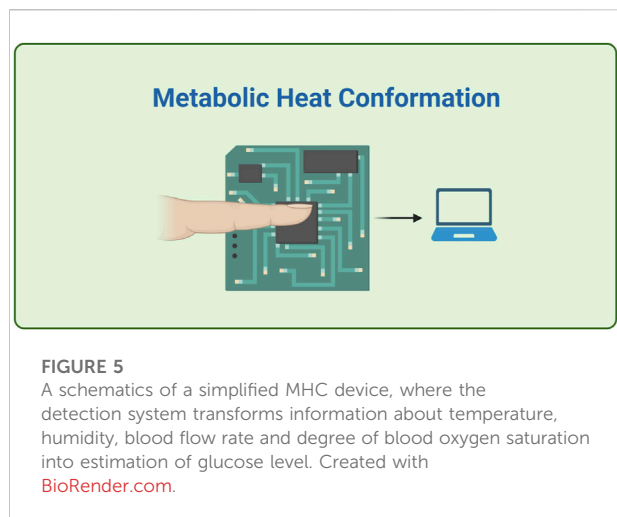 Metabolic Heat Conformation
FIGURE 5
A schematics of a simplified MHC device, where the
detection system transforms information about temperature,
humidity, blood flow rate and degree of blood oxygen saturation
into estimation of glucose level. Created with
BioRender.com.